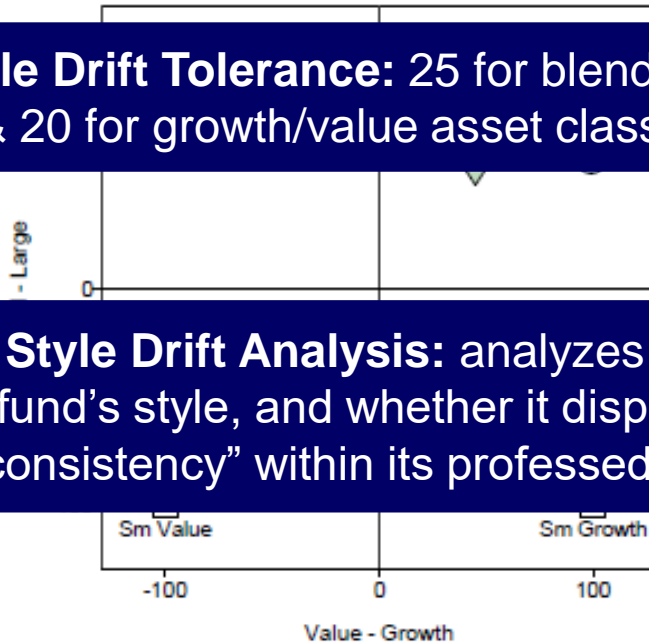 le Drift Tolerance: 25 for blend
& 20 for growth/value asset class
- Large
0
Style Drift Analysis: analyzes
fund’s style, and whether it disp
consistency” within its professed
Sm Value
Sm Growth
-100
0
100
Value - Growth